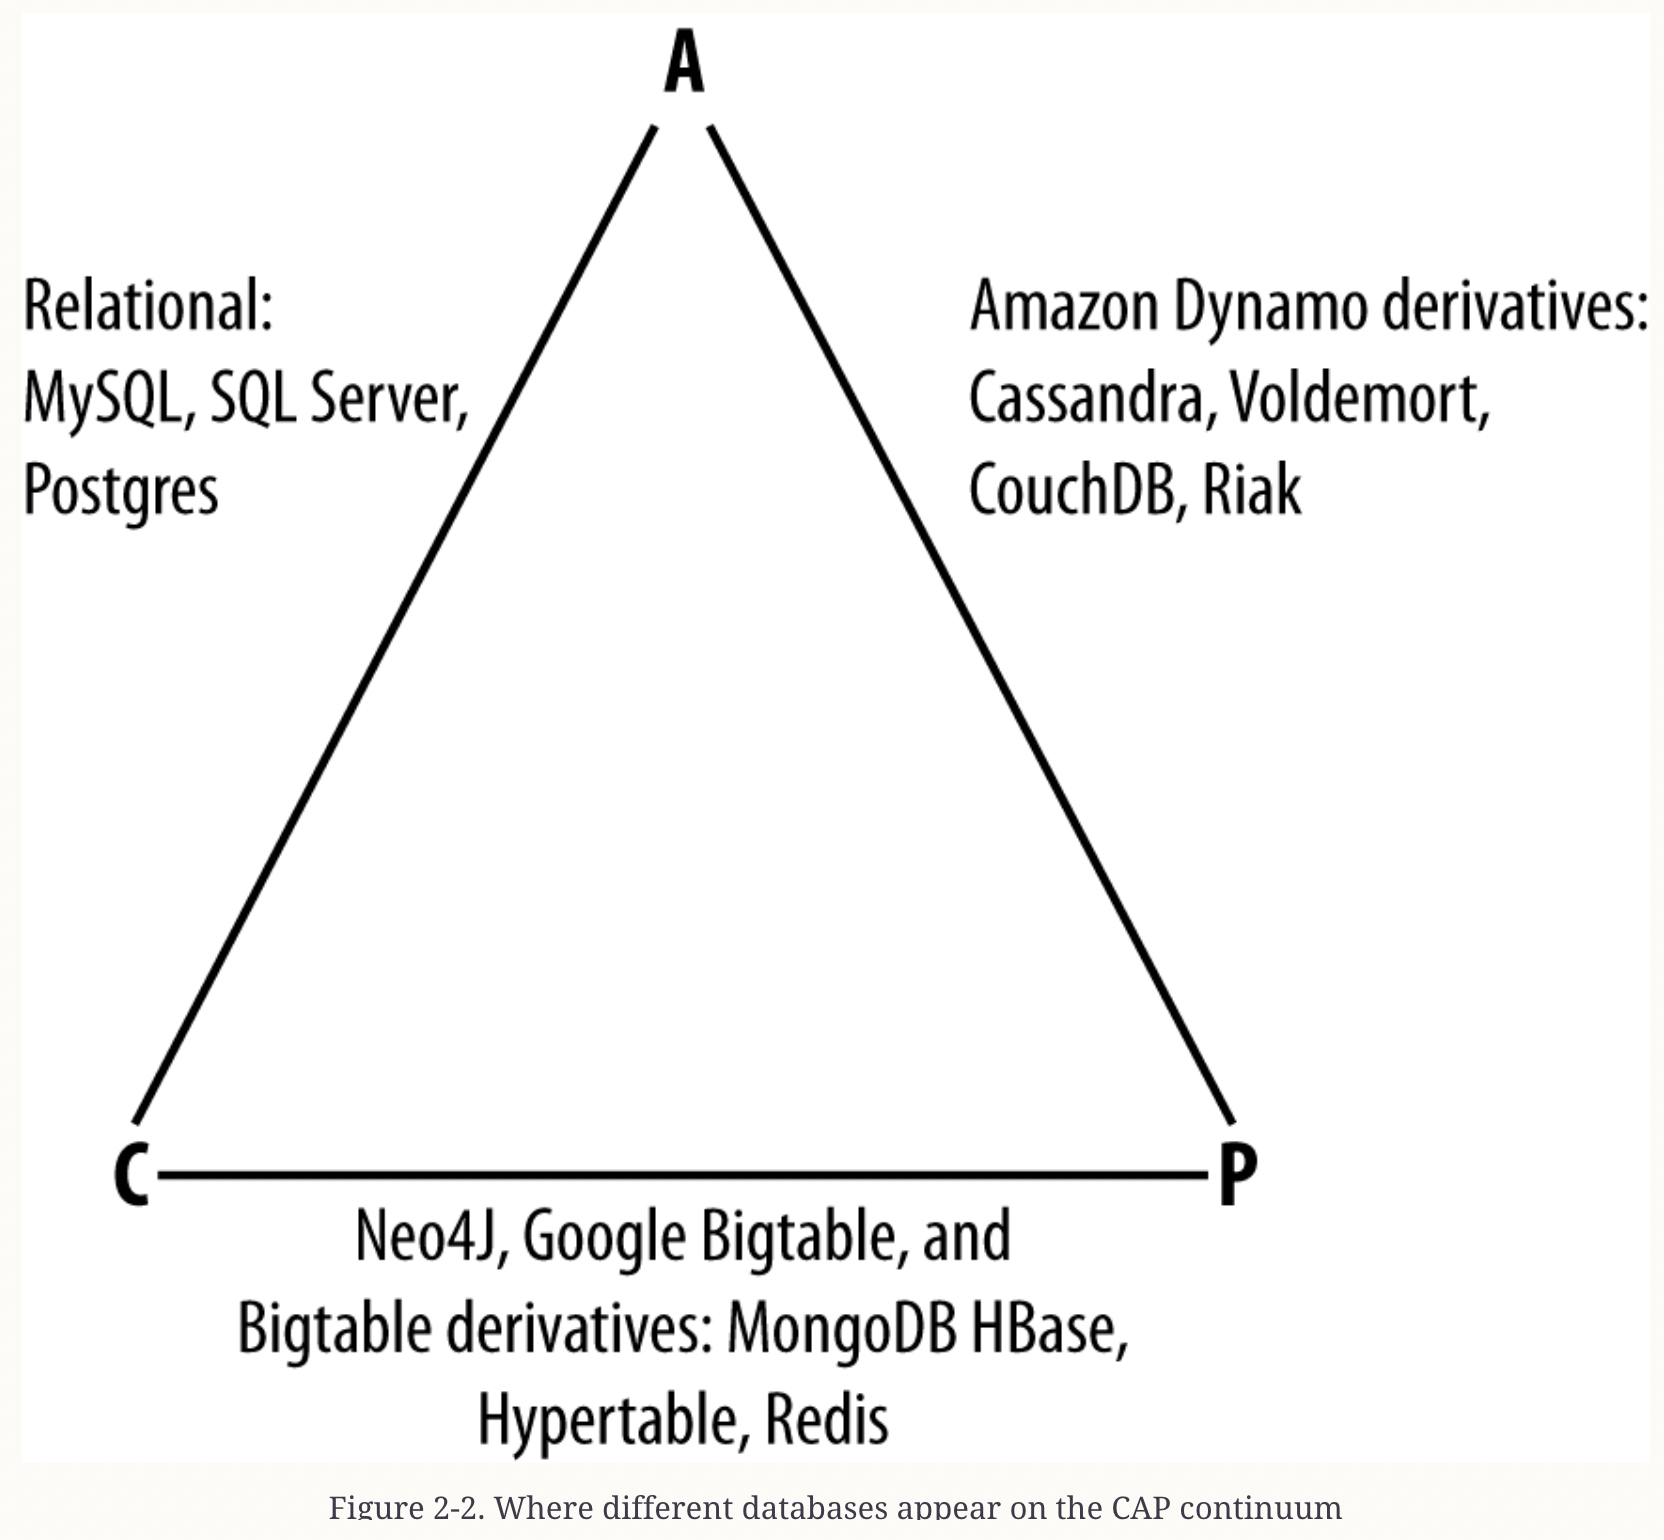 A
Relational:
MySQL, SQL Server,
Postgres
Amazon Dynamo derivatives:
Cassandra, Voldemort,
CouchDB, Riak
C
P
Neo4J, Google Bigtable, and
Bigtable derivatives: MongoDB HBase,
Hypertable, Redis
Figure 2-2. Where different databases appear on the CAP continuum